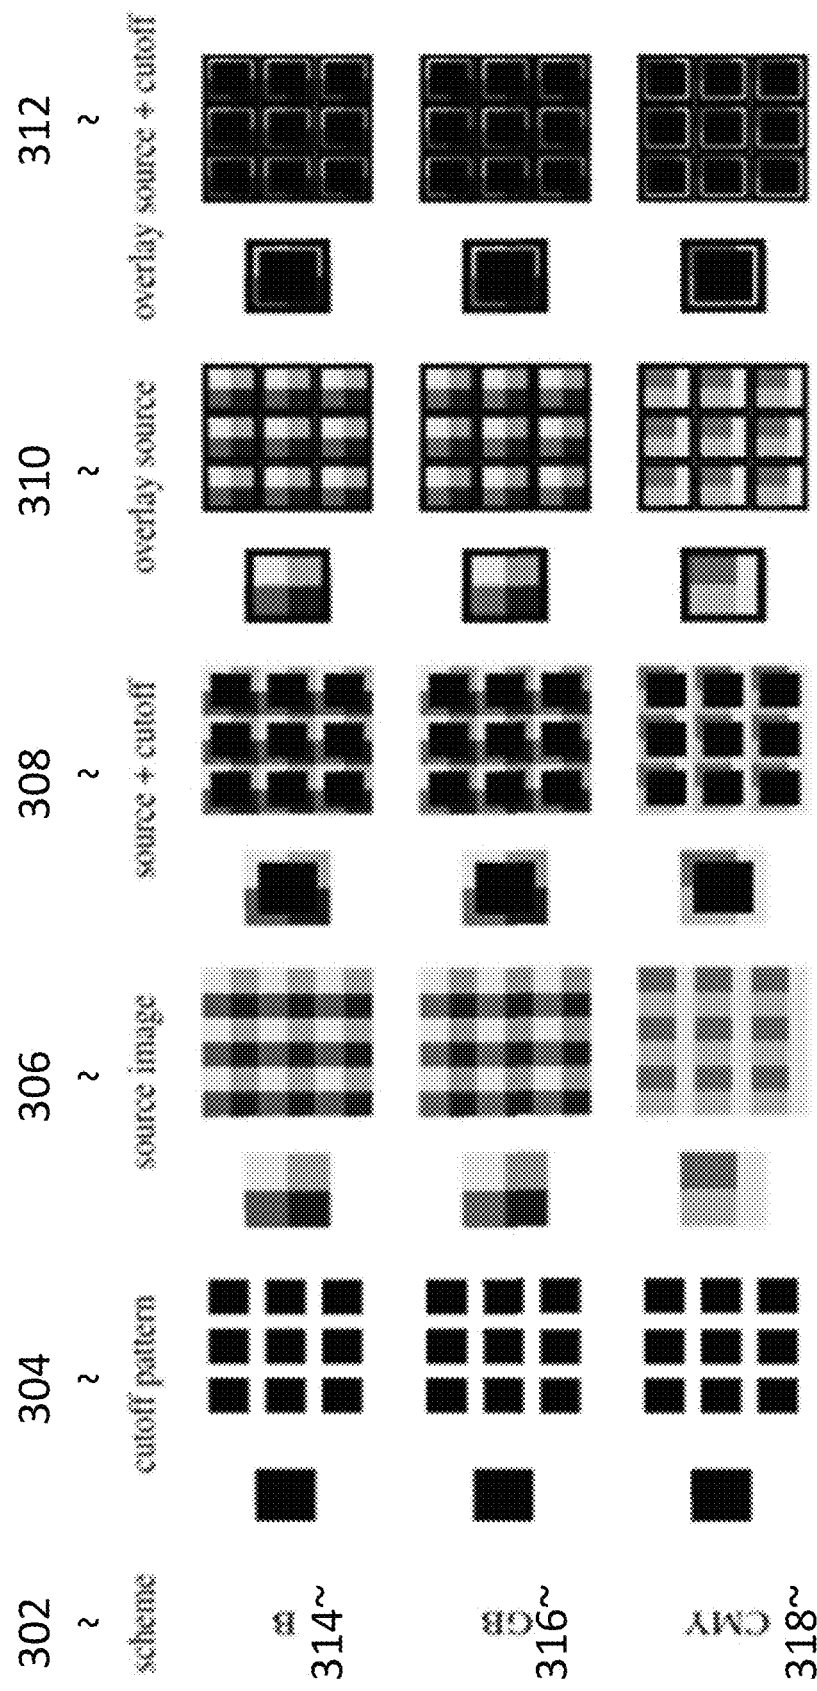 302 304 306 308 310 312
~ ~ ~ ~ ~ ~
scheme cutoff pattern source image source + cutoff overlay source overlay source + cutoff
314~
GB
316~
CMY
318~